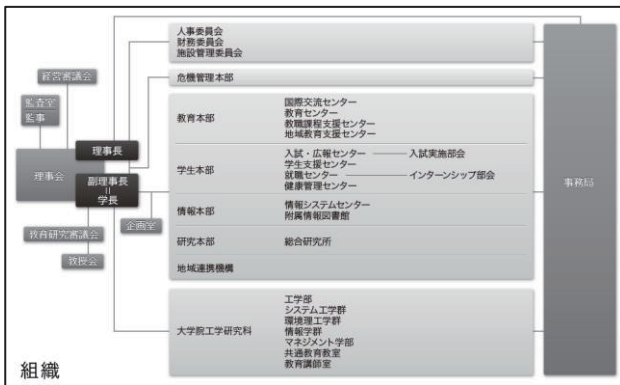 人事委員会
財務委員会
施設管理委員会
経営審議会
危機管理本部
監査室
監事
教育本部
国際交流センター
教育センター
教職課程支援センター
地域教育支援センター
理事長
理事会
副理事長
＝
学長
学生本部
入試・広報センター 入試実施部会
学生支援センター
就職センター インターンシップ部会
健康管理センター
事務局
企画室
情報本部
情報システムセンター
附属情報図書館
教育研究審議会
教授会
研究本部
総合研究所
地域連携機構
大学院工学研究科
工学部
システム工学群
環境理工学群
情報学群
マネジメント学部
共通教育教室
教育講師室
組織